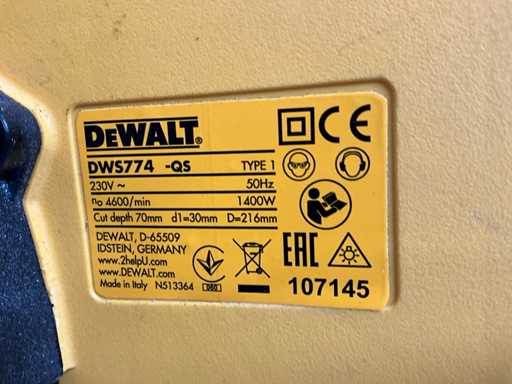 DEWALT®
DWS774 -QS TYPE 1
230V ~ 50Hz
n₀ 4600/min 1400W
Cut depth 70mm d1=30mm D=216mm
DEWALT, D-65509
IDSTEIN, GERMANY
www.2helpU.com
www.DEWALT.com
Made in Italy N513364
CE
EAC
107145